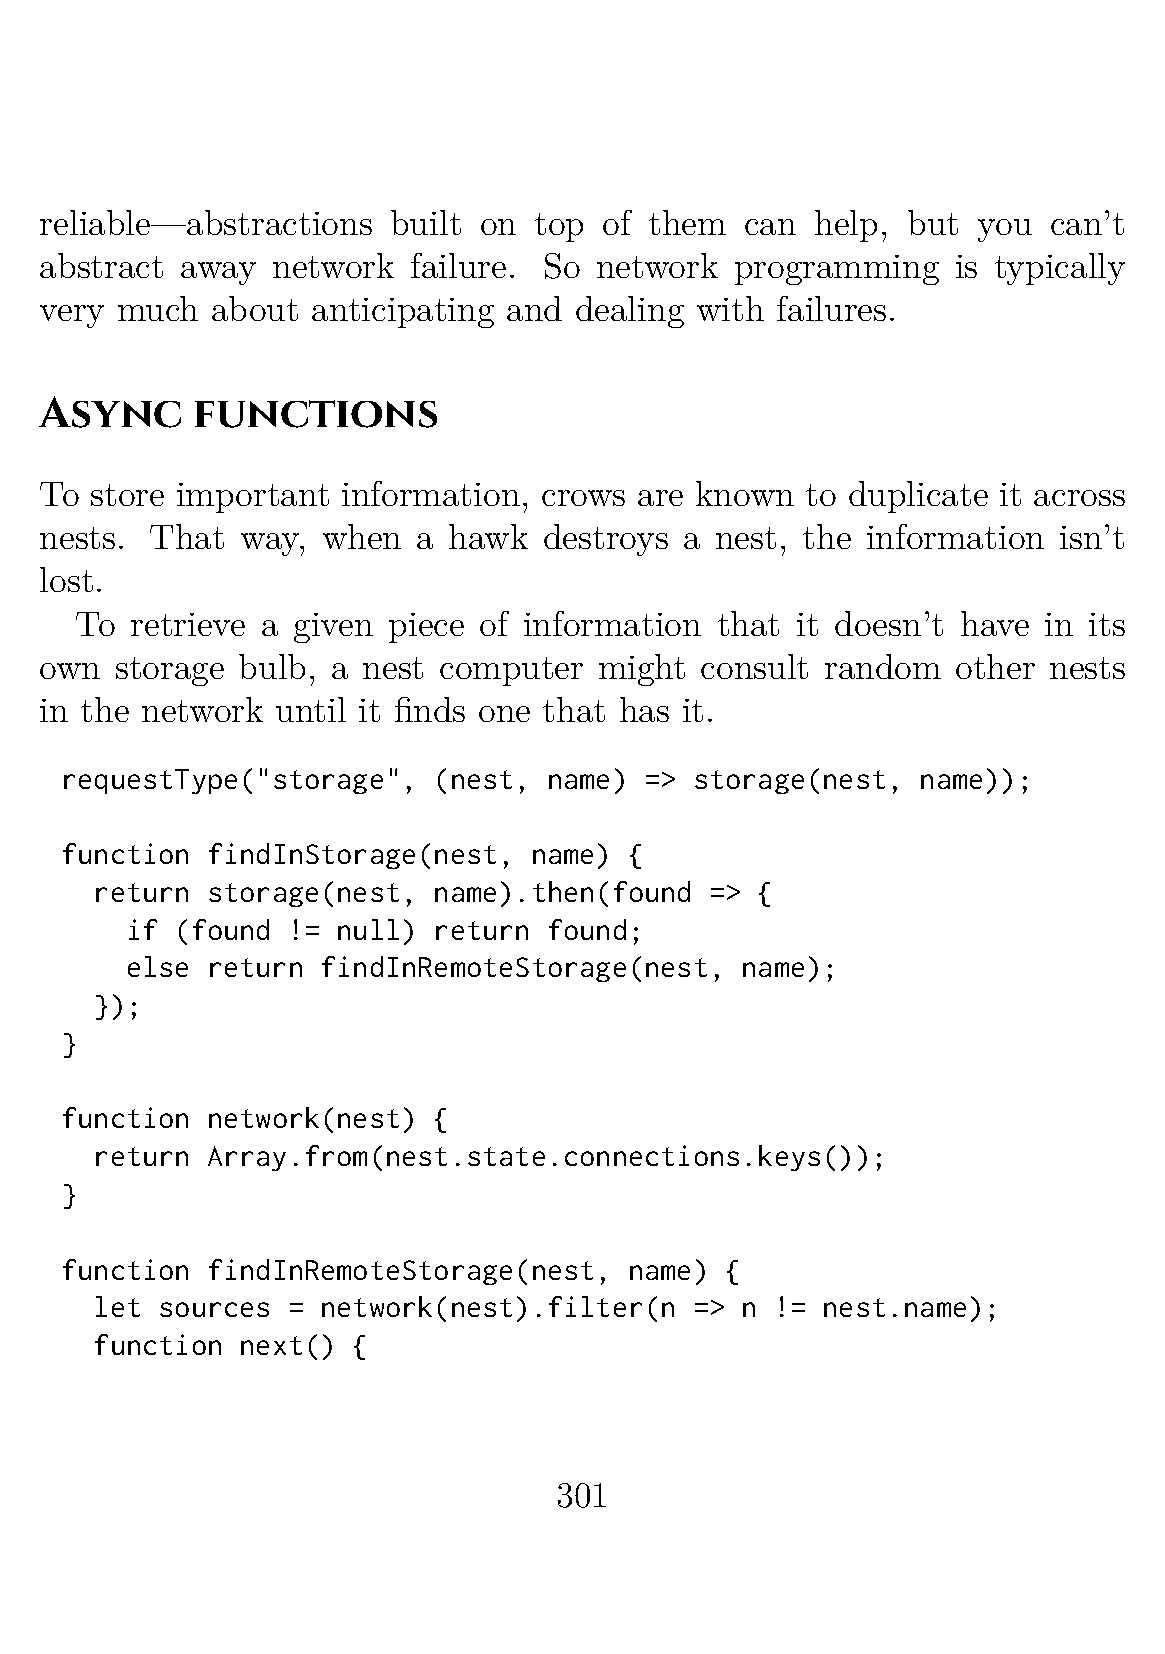 reliable—abstractions built on top of them can help, but you can’t
abstract away network failure. So network programming is typically
very much about anticipating and dealing with failures.
Async functions
To store important information, crows are known to duplicate it across
nests. That way, when a hawk destroys a nest, the information isn’t
lost.
To retrieve a given piece of information that it doesn’t have in its
own storage bulb, a nest computer might consult random other nests
in the network until it finds one that has it.
requestType("storage", (nest, name) => storage(nest, name));
function findInStorage(nest, name) {
  return storage(nest, name).then(found => {
    if (found != null) return found;
    else return findInRemoteStorage(nest, name);
  });
}
function network(nest) {
  return Array.from(nest.state.connections.keys());
}
function findInRemoteStorage(nest, name) {
  let sources = network(nest).filter(n => n != nest.name);
  function next() {
301